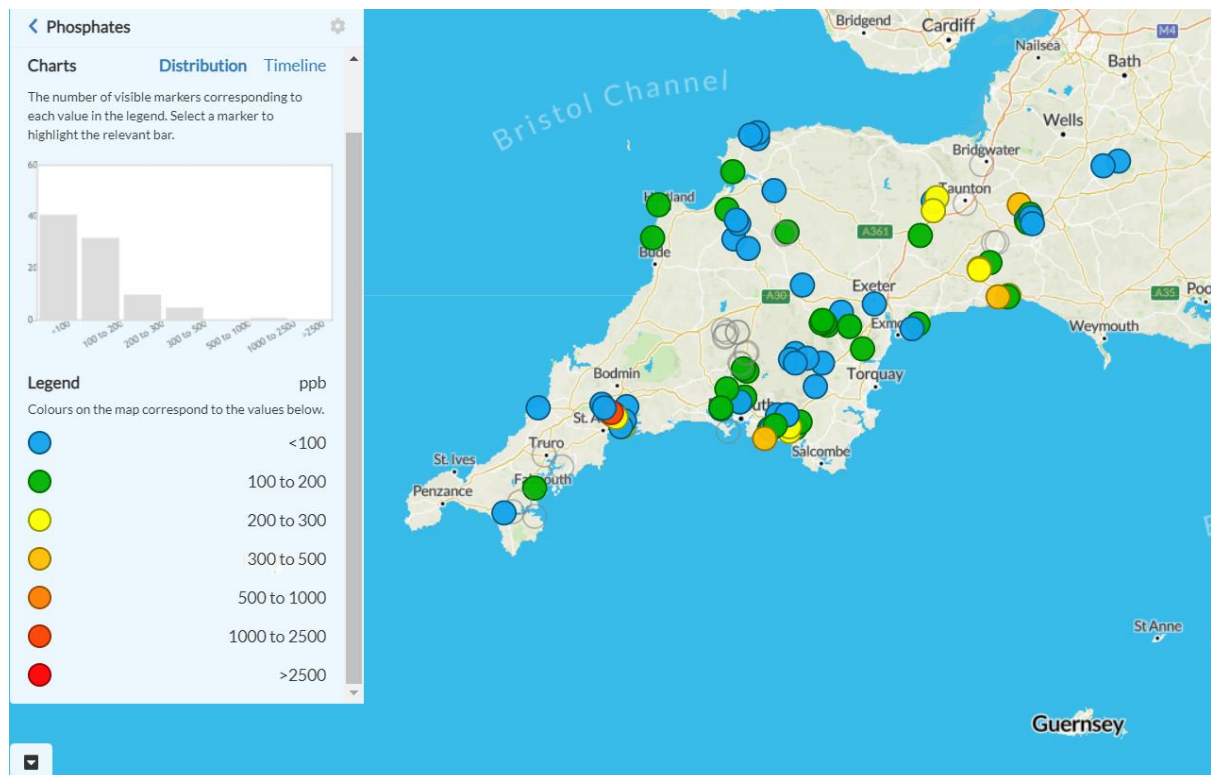 Phosphates
Charts
Distribution
Timeline
The number of visible markers corresponding to
each value in the legend. Select a marker to
highlight the relevant bar.
60
40
20
0
<100
100 to 200
200 to 300
300 to 500
500 to 1000
1000 to 2500
>2500
Legend
ppb
Colours on the map correspond to the values below.
<100
100 to 200
200 to 300
300 to 500
500 to 1000
1000 to 2500
>2500
Bridgend
Cardiff
M4
Nailsea
Bath
Bristol Channel
Wells
Bridgwater
Taunton
A361
Bude
A30
Exeter
A35
Weymouth
Bodmin
Torquay
Truro
St. Ives
Salcombe
Penzance
St Anne
Guernsey